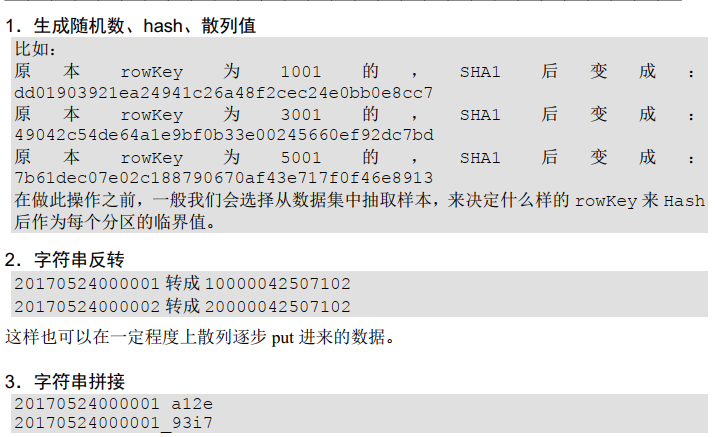 1．生成随机数、hash、散列值
比如：
原本 rowKey 为 1001 的，SHA1 后变成：
dd01903921ea24941c26a48f2cec24e0bb0e8cc7
原本 rowKey 为 3001 的，SHA1 后变成：
49042c54de64a1e9bf0b33e00245660ef92dc7bd
原本 rowKey 为 5001 的，SHA1 后变成：
7b61dec07e02c188790670af43e717f0f46e8913
在做此操作之前，一般我们会选择从数据集中抽取样本，来决定什么样的 rowKey 来 Hash
后作为每个分区的临界值。
2．字符串反转
20170524000001 转成 10000042507102
20170524000002 转成 20000042507102
这样也可以在一定程度上散列逐步 put 进来的数据。
3．字符串拼接
20170524000001_a12e
20170524000001_93i7